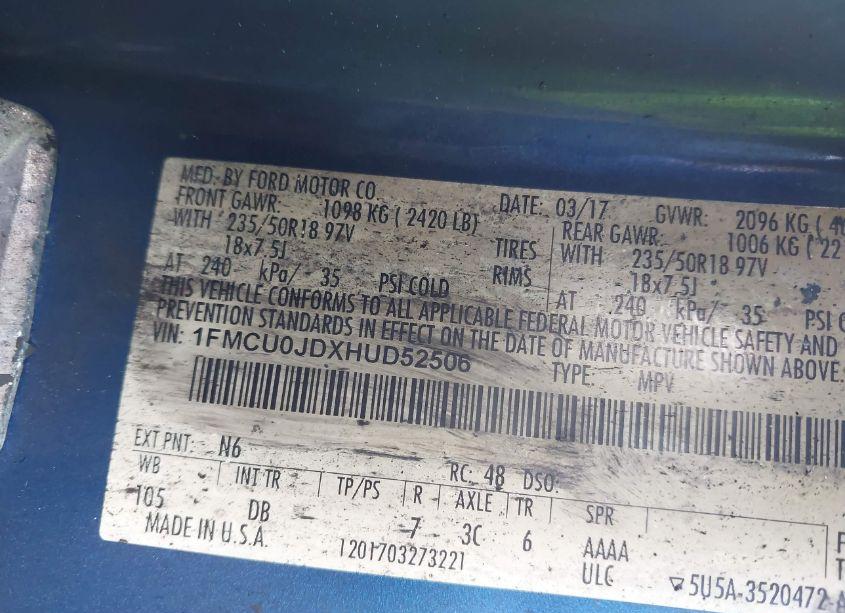 MFD. BY FORD MOTOR CO.
DATE: 03/17 GVWR: 2096 KG
FRONT GAWR: 1098 KG (2420 LB) REAR GAWR: 1006 KG
WITH 235/50R18 97V TIRES WITH 235/50R18 97V
18x7.5J RIMS 18x7.5J
AT 240 kPa/ 35 PSI COLD AT 240 kPa/ 35 PSI
THIS VEHICLE CONFORMS TO ALL APPLICABLE FEDERAL MOTOR VEHICLE SAFETY AND
PREVENTION STANDARDS IN EFFECT ON THE DATE OF MANUFACTURE SHOWN ABOVE.
VIN: 1FMCU0JDXHUD52506 TYPE: MPV
EXT PNT: N6 RC: 48 DSO:
WB INT TR TP/PS R AXLE TR SPR
105 DB 7 3C 6 AAAA
MADE IN U.S.A. 1201703273221 ULC 5U5A-3520472-A